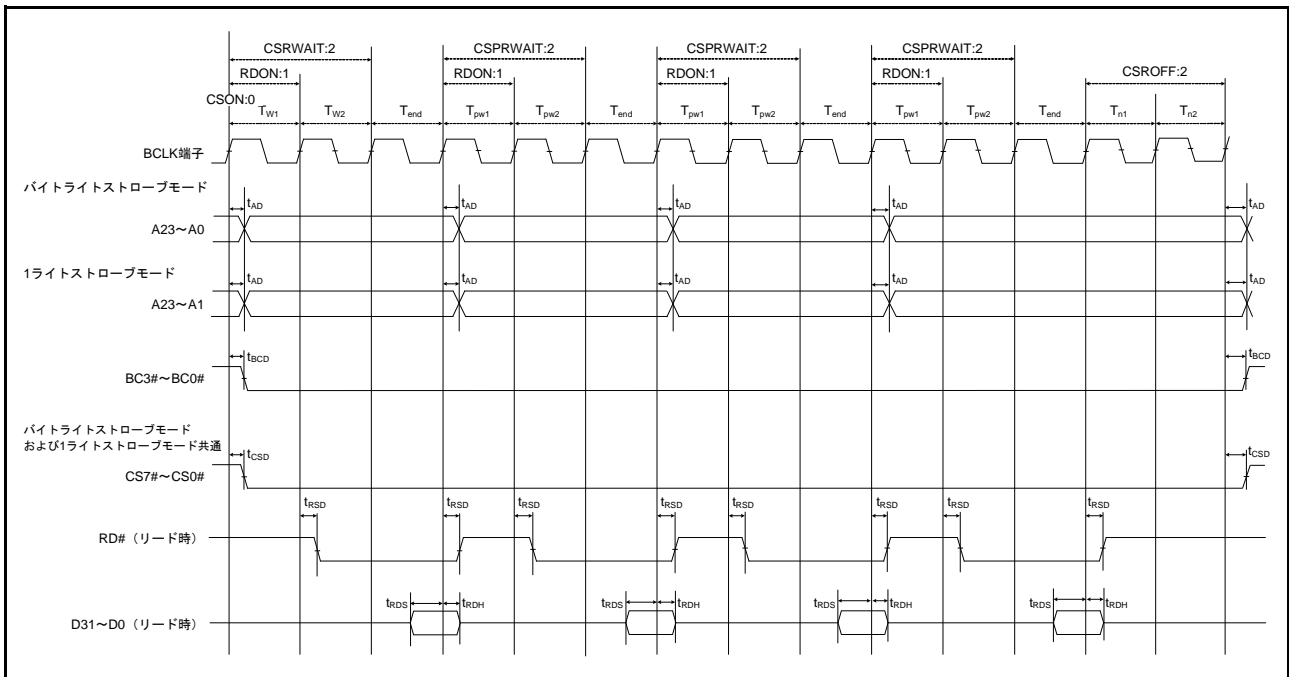 CSRWAIT:2 CSPRWAIT:2 CSPRWAIT:2 CSPRWAIT:2
RDON:1 RDON:1 RDON:1 RDON:1 CSROFF:2
CSON:0
TW1 TW2 Tend Tpw1 Tpw2 Tend Tpw1 Tpw2 Tend Tpw1 Tpw2 Tend Tn1 Tn2
BCLK端子
バイトライトストローブモード
tAD tAD tAD tAD tAD
A23～A0
1ライトストローブモード
tAD tAD tAD tAD tAD
A23～A1
tBCD tBCD
BC3#～BC0#
バイトライトストローブモード
および1ライトストローブモード共通
tCSD tCSD
CS7#～CS0#
tRSD tRSD tRSD tRSD tRSD tRSD tRSD tRSD
RD#（リード時）
tRDS tRDH tRDS tRDH tRDS tRDH tRDS tRDH
D31～D0（リード時）